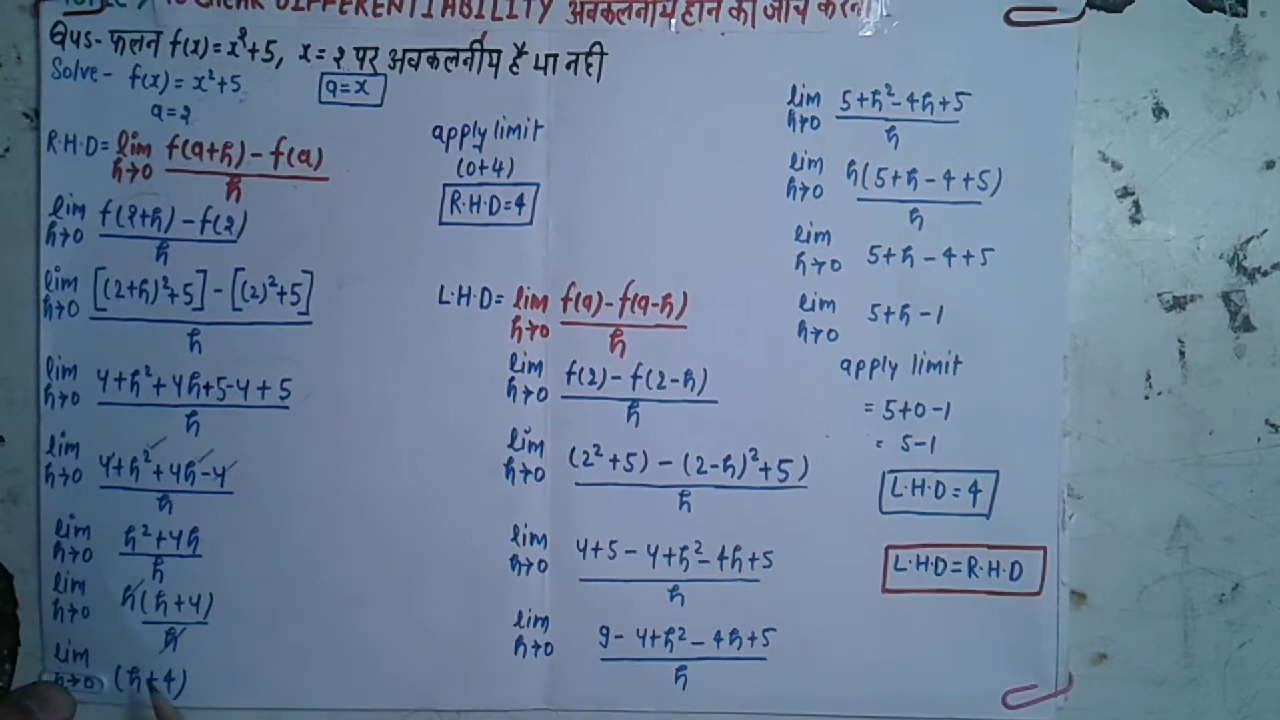 DIFFERENTIABILITY अवकलनीय होने की जांच करना
Qus- फलन f(x)=x²+5, x=2 पर अवकलनीय है या नही
Solve- f(x)=x²+5
a=x
a=2
R.H.D= lim h→0 f(a+h)-f(a) / h
lim h→0 f(2+h)-f(2) / h
lim h→0 [(2+h)²+5]-[(2)²+5] / h
lim h→0 4+h²+4h+5-4+5 / h
lim h→0 4+h²+4h-4 / h
lim h→0 h²+4h / h
lim h→0 h(h+4) / h
lim h→0 (h+4)
apply limit
(0+4)
R.H.D=4
L.H.D= lim h→0 f(a)-f(a-h) / h
lim h→0 f(2)-f(2-h) / h
lim h→0 (2²+5)-(2-h)²+5) / h
lim h→0 4+5-4+h²-4h+5 / h
lim h→0 9-4+h²-4h+5 / h
lim h→0 5+h²-4h+5 / h
lim h→0 h(5+h-4+5) / h
lim h→0 5+h-4+5
lim h→0 5+h-1
apply limit
= 5+0-1
= 5-1
L.H.D=4
L.H.D=R.H.D